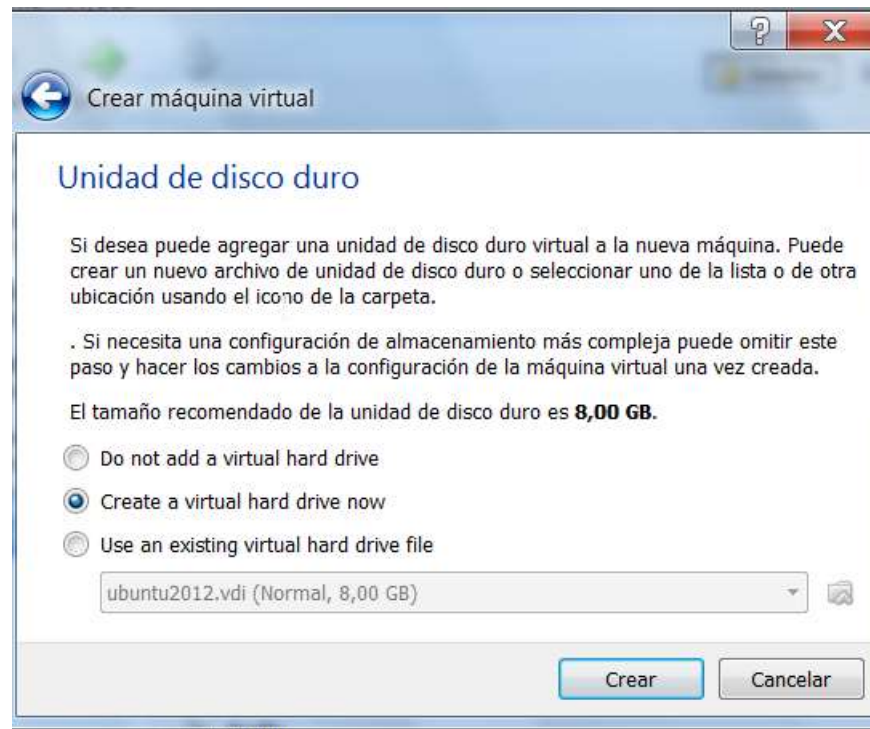 Crear máquina virtual
Unidad de disco duro
Si desea puede agregar una unidad de disco duro virtual a la nueva máquina. Puede
crear un nuevo archivo de unidad de disco duro o seleccionar uno de la lista o de otra
ubicación usando el icono de la carpeta.
. Si necesita una configuración de almacenamiento más compleja puede omitir este
paso y hacer los cambios a la configuración de la máquina virtual una vez creada.
El tamaño recomendado de la unidad de disco duro es 8,00 GB.
Do not add a virtual hard drive
Create a virtual hard drive now
Use an existing virtual hard drive file
ubuntu2012.vdi (Normal, 8,00 GB)
Crear Cancelar